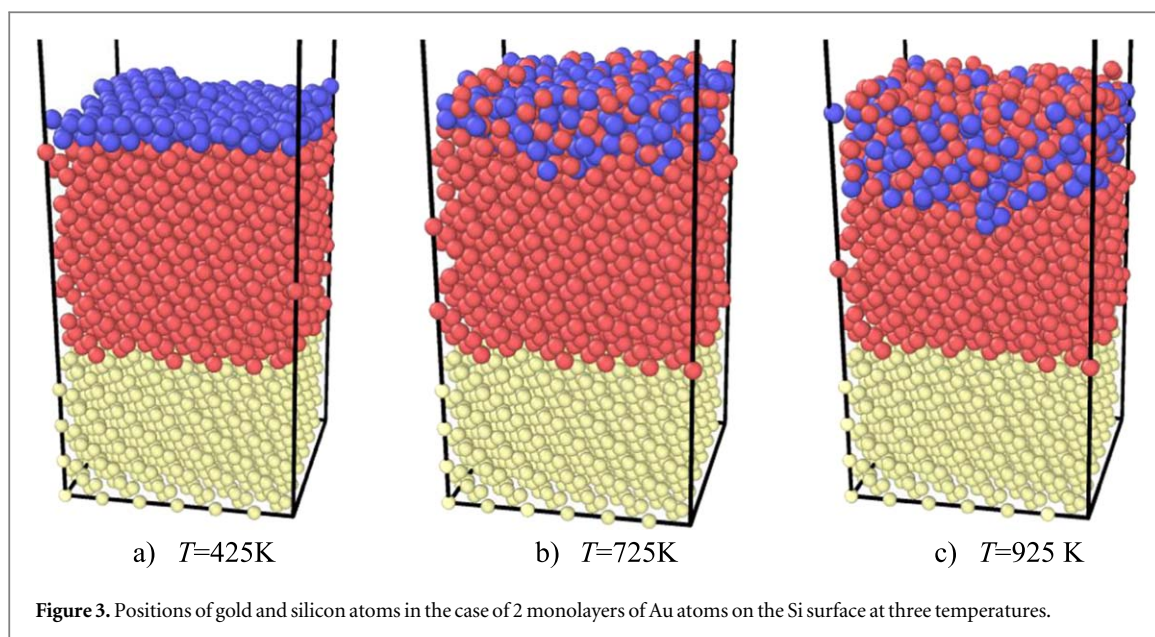 a) T=425K b) T=725K c) T=925 K
Figure 3. Positions of gold and silicon atoms in the case of 2 monolayers of Au atoms on the Si surface at three temperatures.